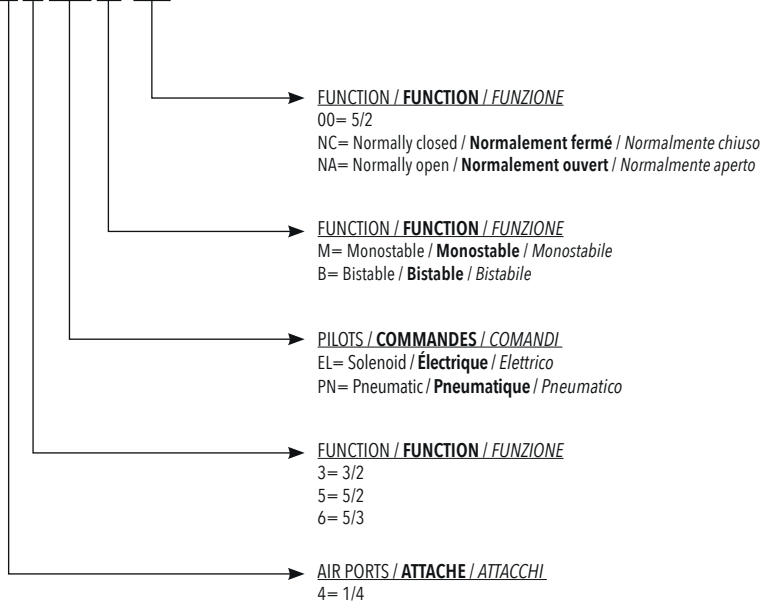 FUNCTION / FUNCTION / FUNZIONE
00= 5/2
NC= Normally closed / Normalement fermé / Normalmente chiuso
NA= Normally open / Normalement ouvert / Normalmente aperto
FUNCTION / FUNCTION / FUNZIONE
M= Monostable / Monostable / Monostabile
B= Bistable / Bistable / Bistabile
PILOTS / COMMANDES / COMANDI
EL= Solenoid / Électrique / Elettrico
PN= Pneumatic / Pneumatique / Pneumatico
FUNCTION / FUNCTION / FUNZIONE
3= 3/2
5= 5/2
6= 5/3
AIR PORTS / ATTACHE / ATTACCHI
4= 1/4